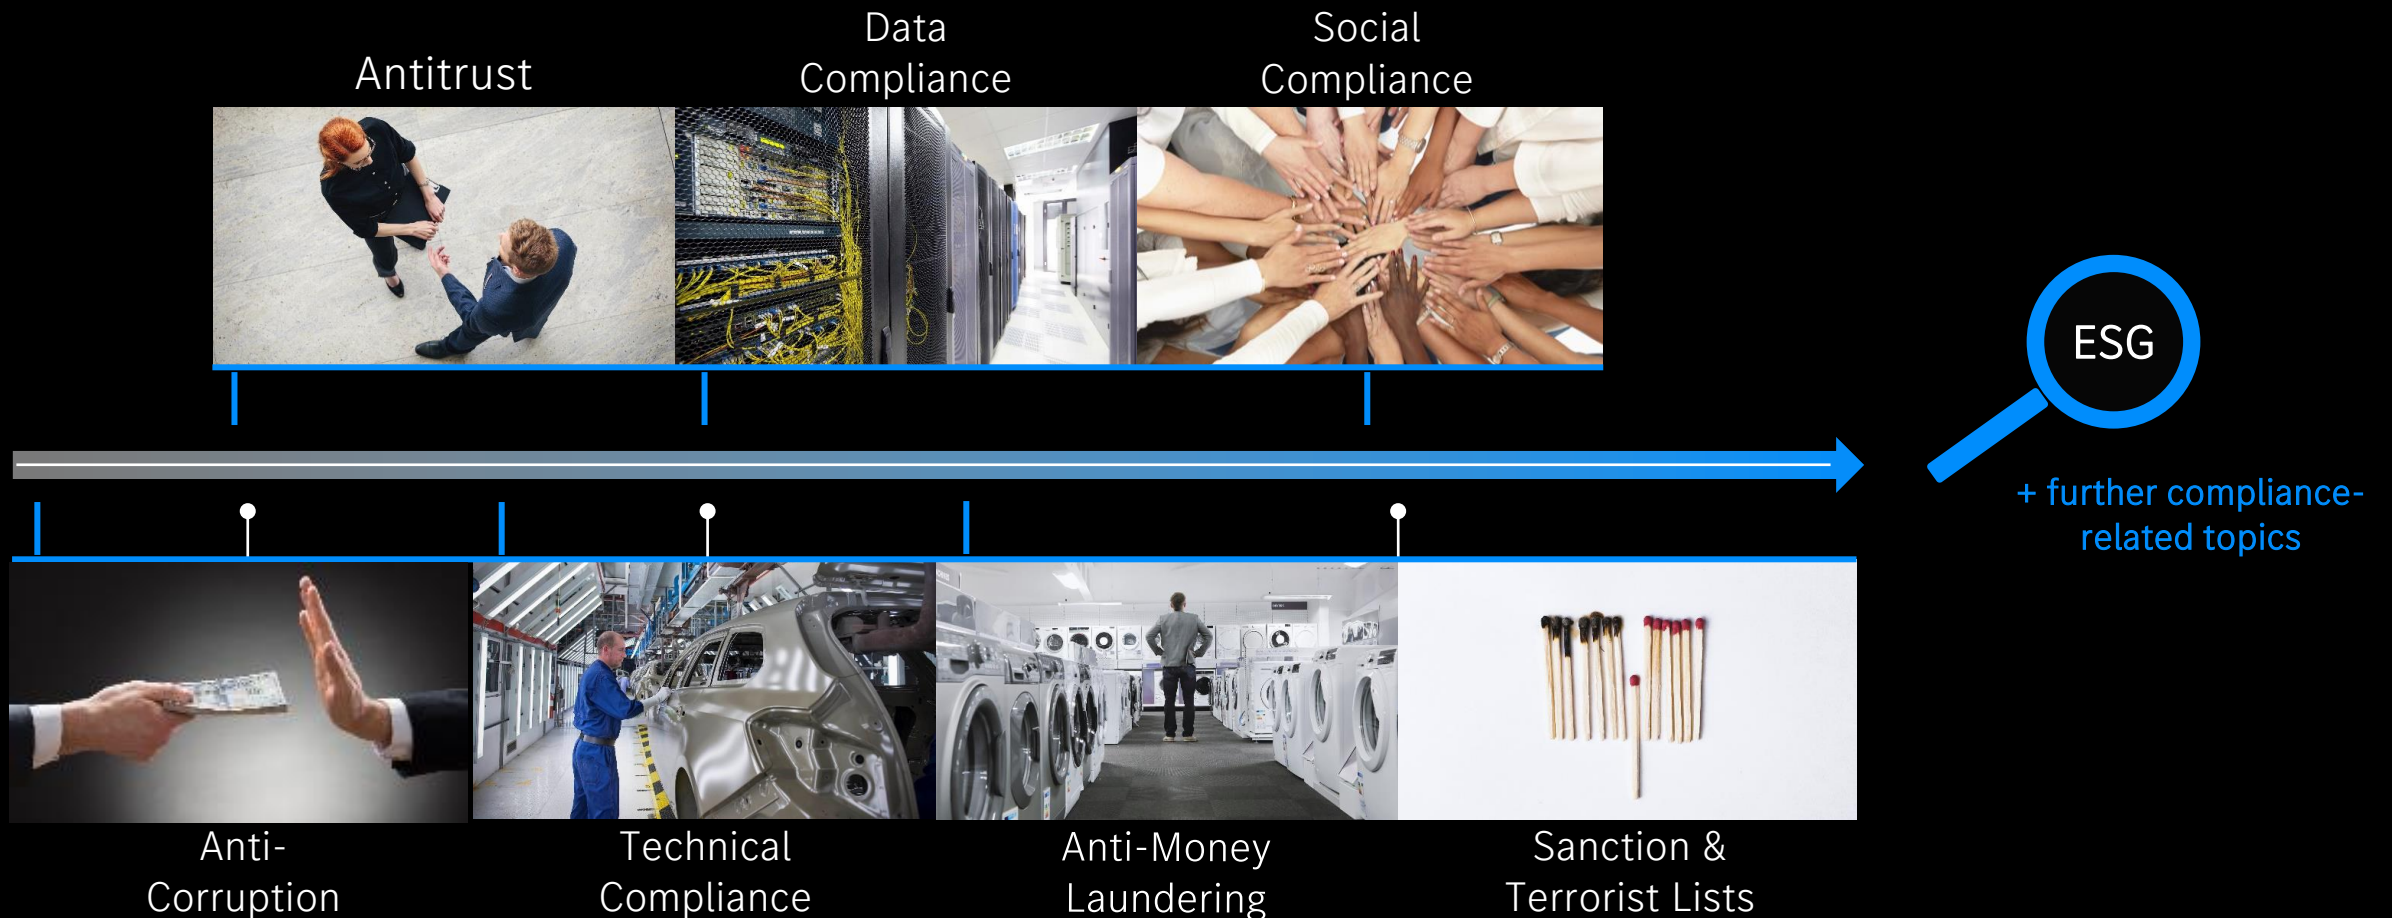 Antitrust
Data
Compliance
Social
Compliance
ESG
+ further compliance-
related topics
Anti-
Corruption
Technical
Compliance
Anti-Money
Laundering
Sanction &
Terrorist Lists